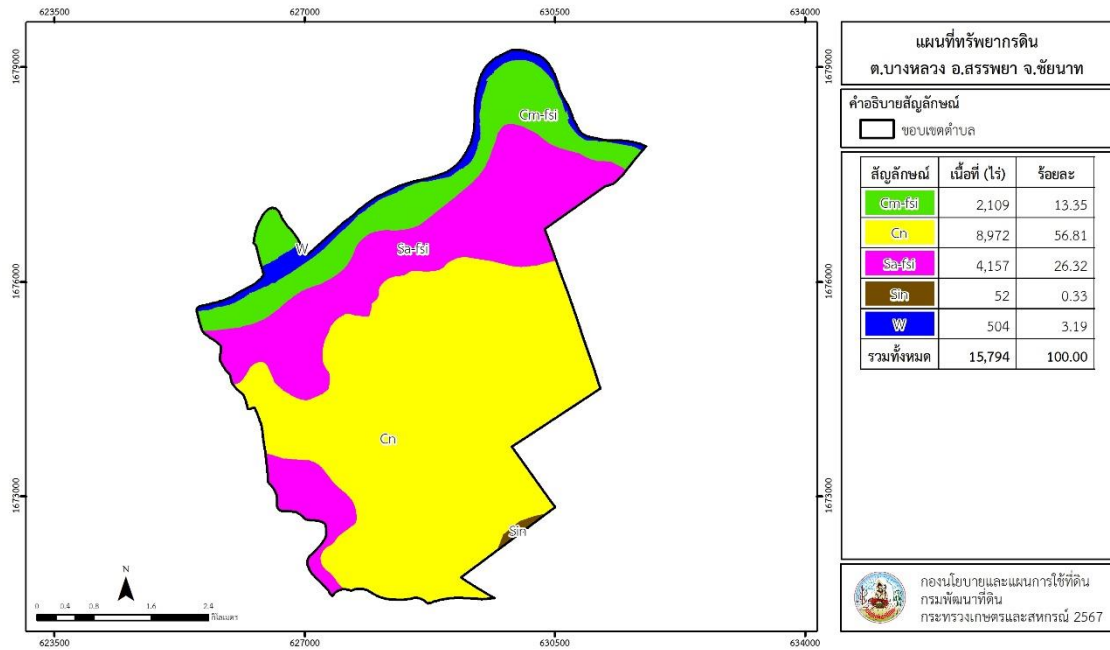 623500 627000 630500 634000
1679000 1679000
Cm-fsi
W
Sa-fsi
1676000 1676000
Cn
1673000 1673000
Sin
N
0 0.4 0.8 1.6 2.4
กิโลเมตร
623500 627000 630500 634000
แผนที่ทรัพยากรดิน
ต.บางหลวง อ.สรรพยา จ.ชัยนาท
คำอธิบายสัญลักษณ์
ขอบเขตตำบล
สัญลักษณ์ เนื้อที่ (ไร่) ร้อยละ
Cm-fsi 2,109 13.35
Cn 8,972 56.81
Sa-fsi 4,157 26.32
Sin 52 0.33
W 504 3.19
รวมทั้งหมด 15,794 100.00
กองนโยบายและแผนการใช้ที่ดิน
กรมพัฒนาที่ดิน
กระทรวงเกษตรและสหกรณ์ 2567